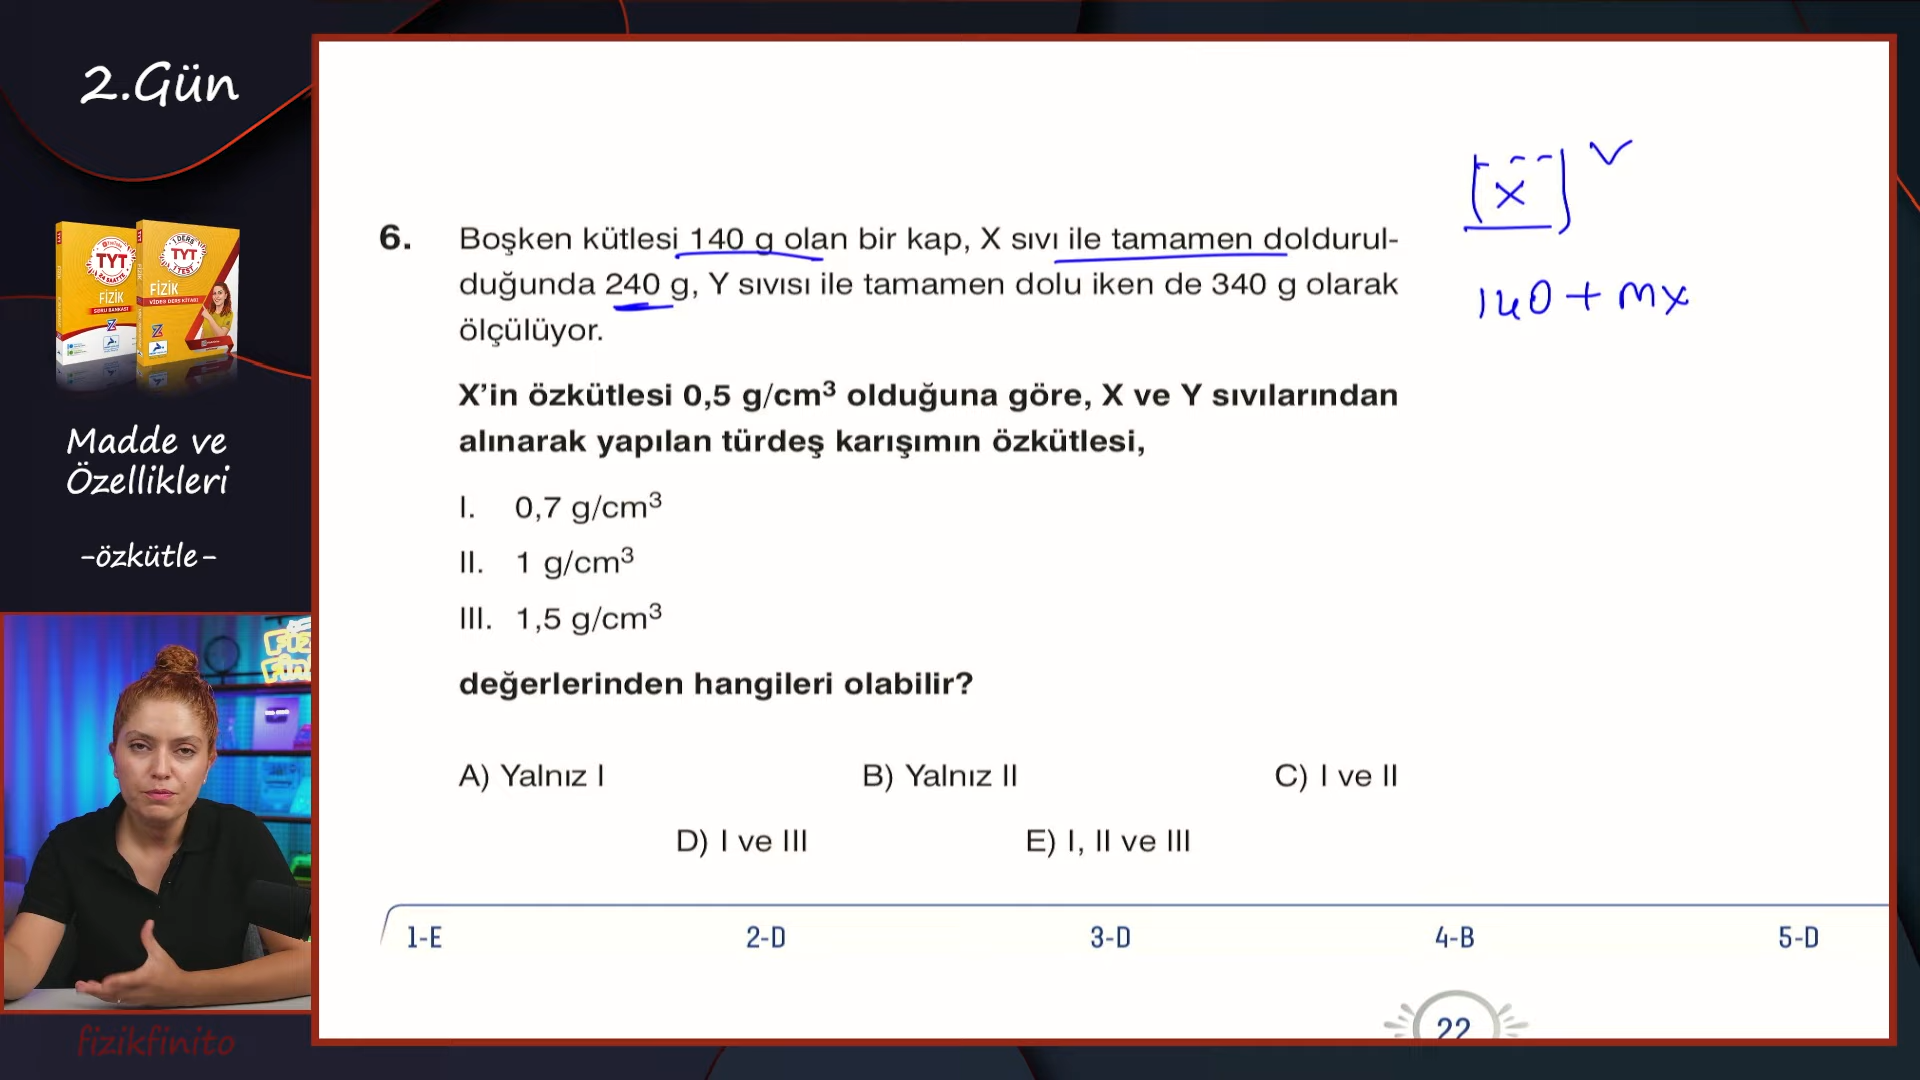 2.Gün
TYT
FİZİK
TYT
FİZİK
Madde ve
Özellikleri
-özkütle-
fizikfinito
6. Boşken kütlesi 140 g olan bir kap, X sıvı ile tamamen doldurul-
duğunda 240 g, Y sıvısı ile tamamen dolu iken de 340 g olarak
ölçülüyor.
X'in özkütlesi 0,5 g/cm³ olduğuna göre, X ve Y sıvılarından
alınarak yapılan türdeş karışımın özkütlesi,
I. 0,7 g/cm³
II. 1 g/cm³
III. 1,5 g/cm³
değerlerinden hangileri olabilir?
A) Yalnız I B) Yalnız II C) I ve II
D) I ve III E) I, II ve III
x V
140 + mx
1-E 2-D 3-D 4-B 5-D
22